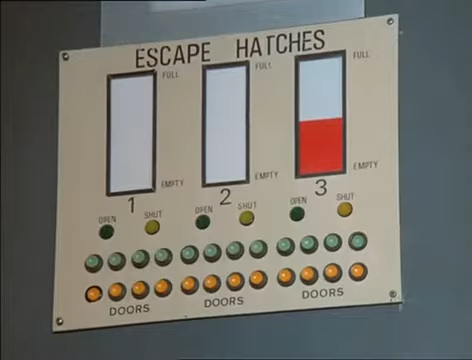 ESCAPE HATCHES
FULL FULL FULL
EMPTY EMPTY EMPTY
1 2 3
OPEN SHUT OPEN SHUT OPEN SHUT
DOORS DOORS DOORS